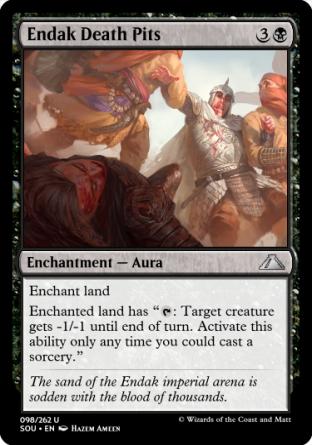 Endak Death Pits 3
Enchantment — Aura
Enchant land
Enchanted land has “: Target creature
gets -1/-1 until end of turn. Activate this
ability only any time you could cast a
sorcery.”
The sand of the Endak imperial arena is
sodden with the blood of thousands.
098/262 U
SOU • EN Hazem Ameen
© Wizards of the Coast and Matt